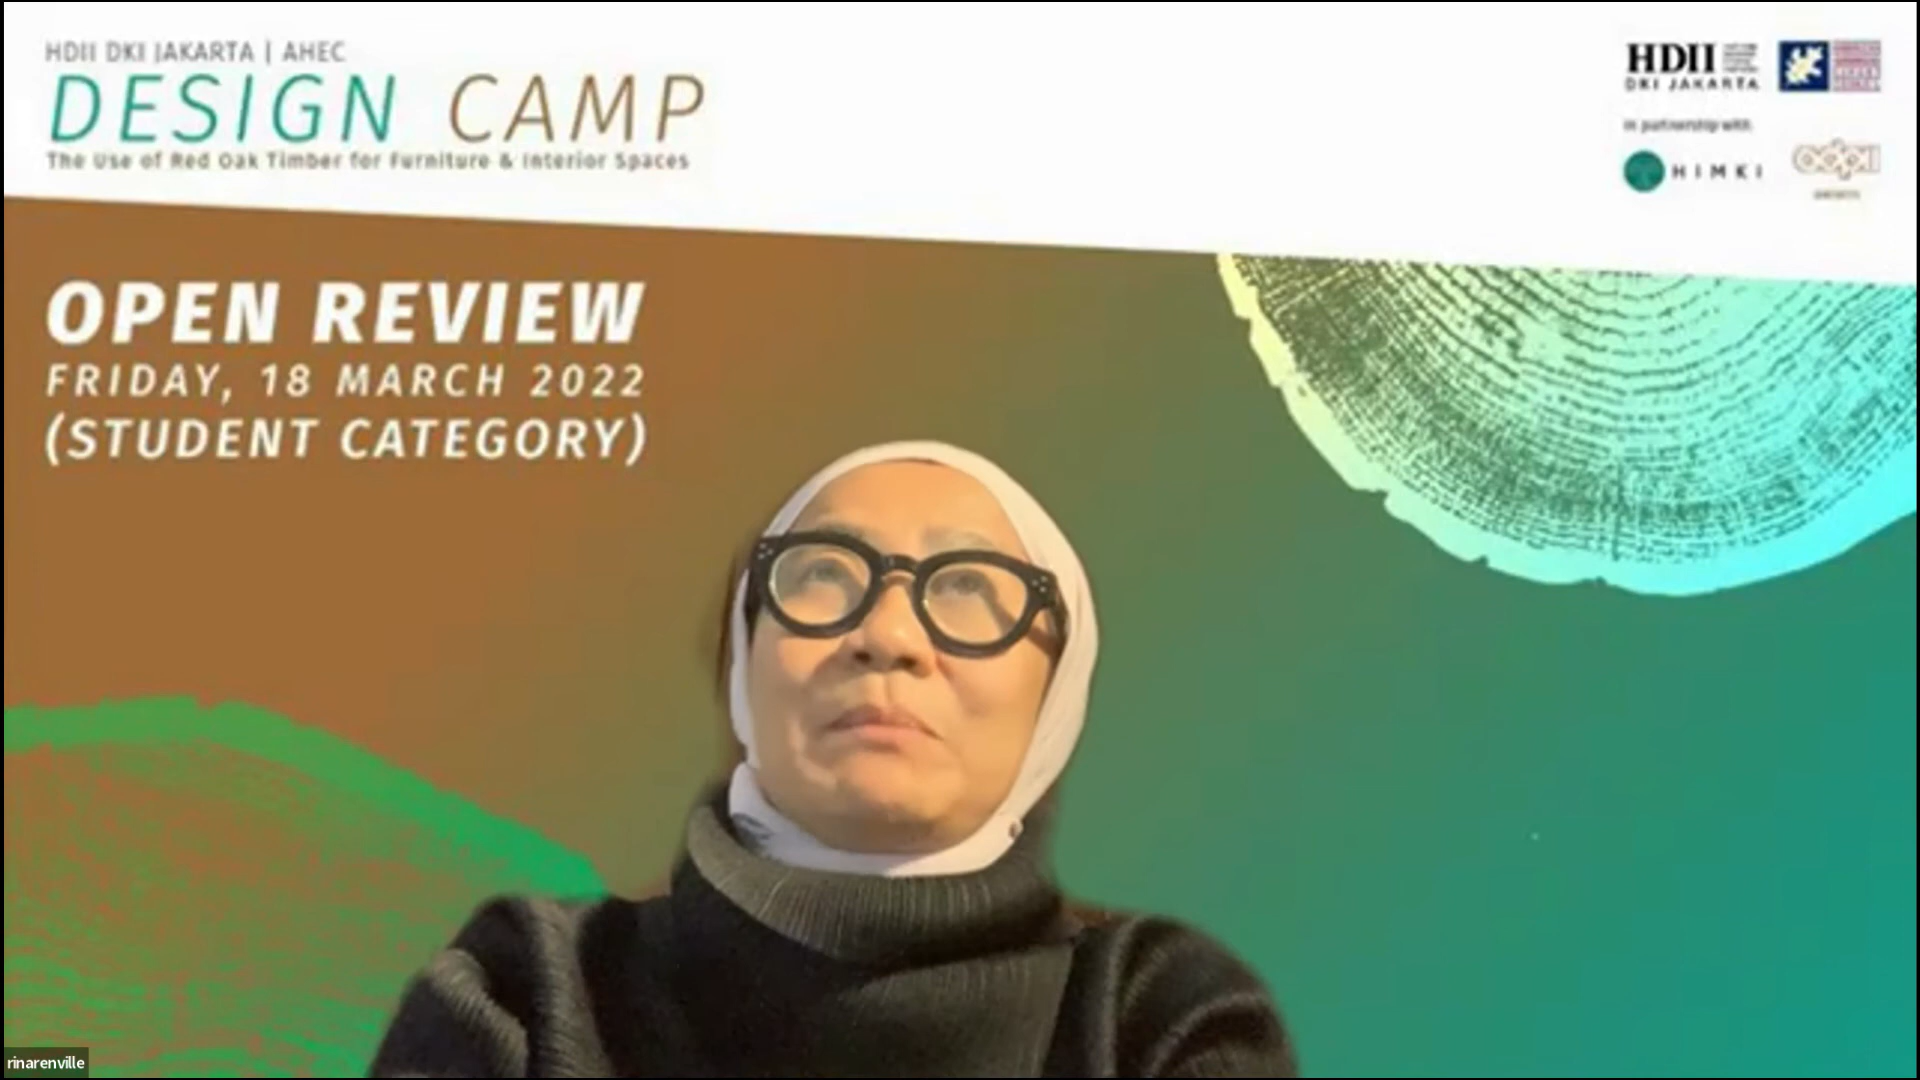 HDII DKI JAKARTA | AHEC
DESIGN CAMP
The Use of Red Oak Timber for Furniture & Interior Spaces
HDII
DKI JAKARTA
in partnership with
HIMKI
OPEN REVIEW
FRIDAY, 18 MARCH 2022
(STUDENT CATEGORY)
rinarenville